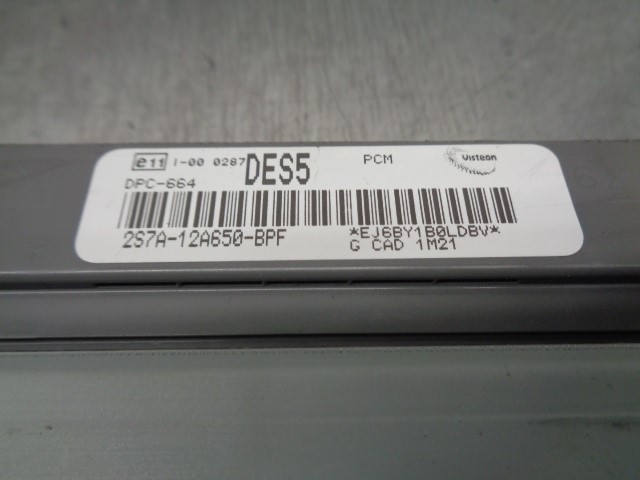 e11 I-00 0287 DES5 PCM Visteon
DPC-664
2S7A-12A650-BPF *EJ6BY1B0LDBV*
G CAD 1M21